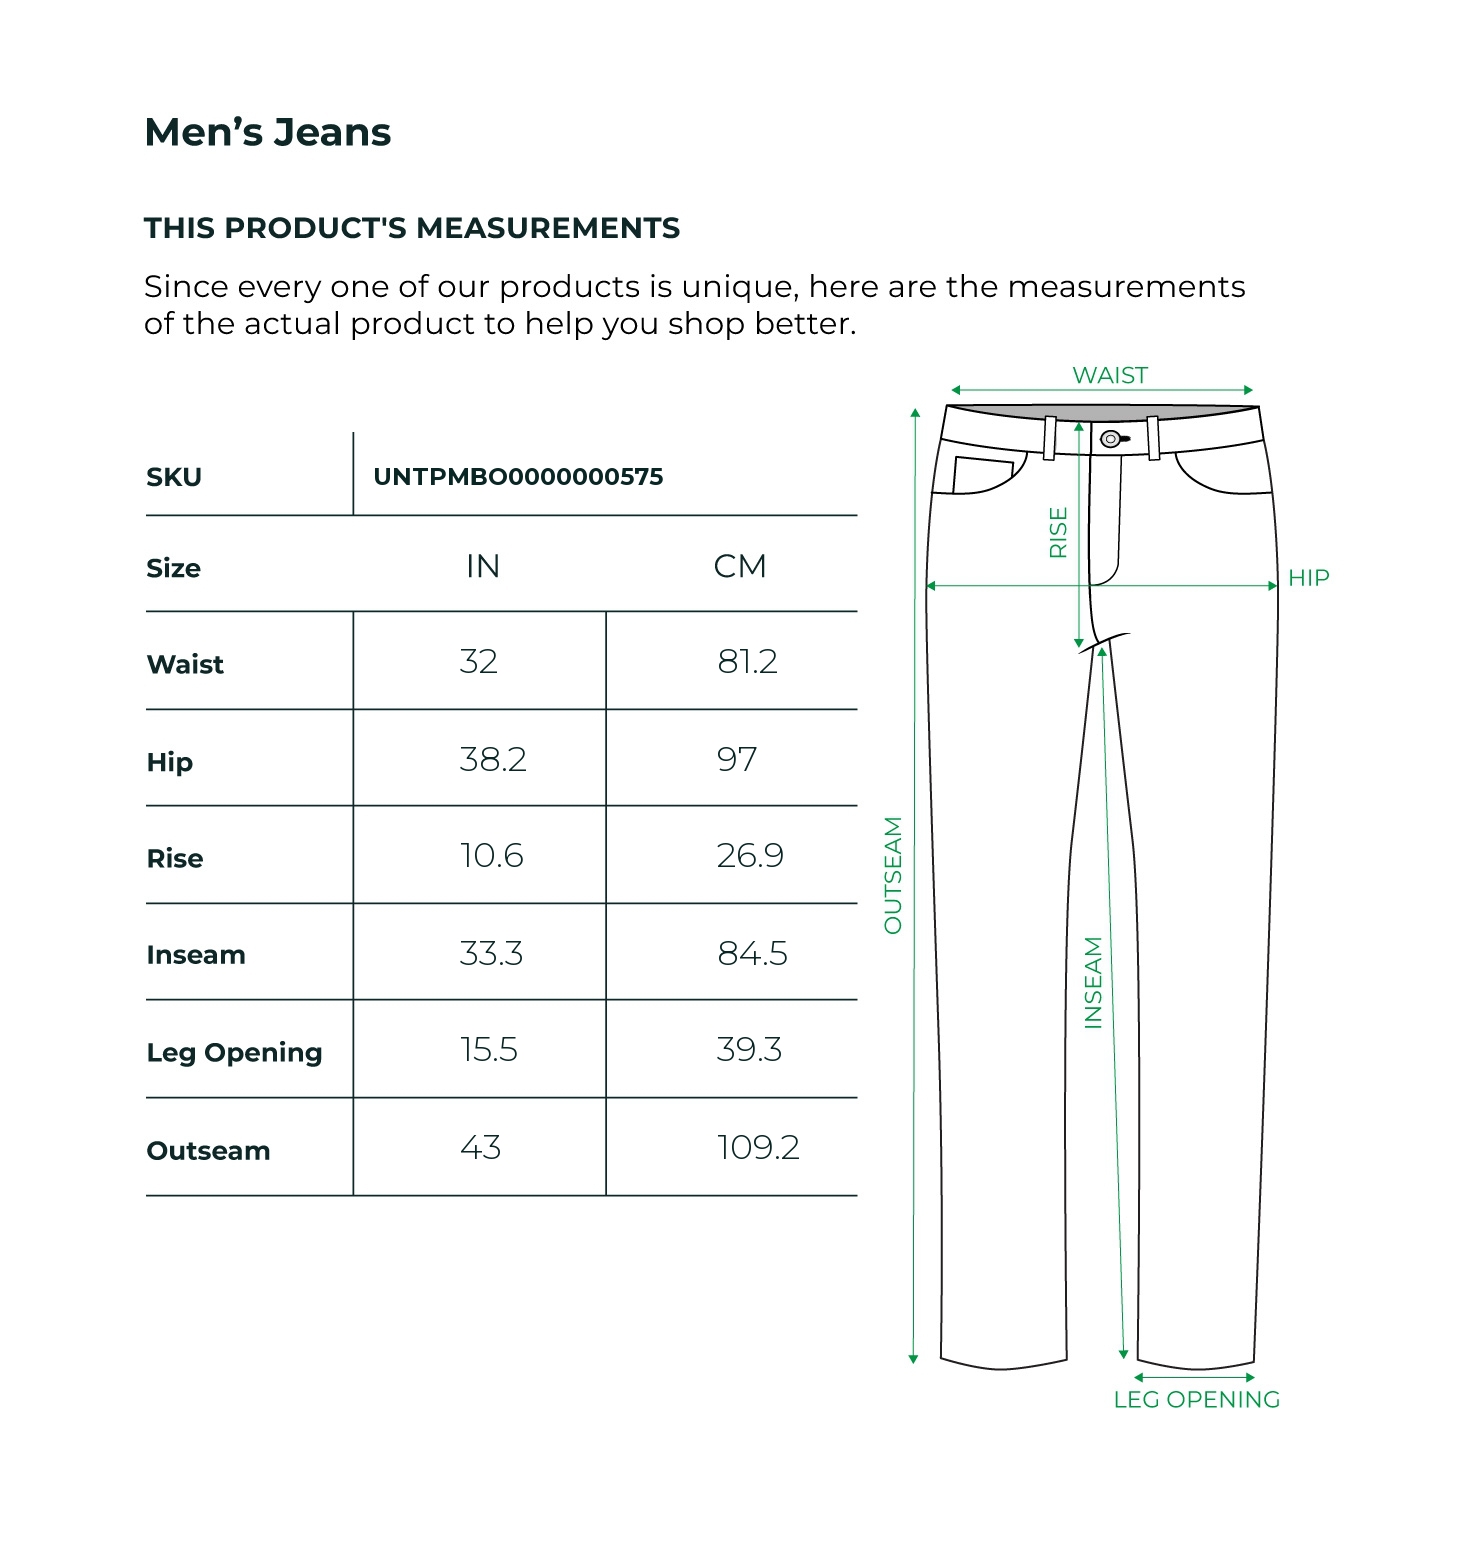 Men’s Jeans
THIS PRODUCT'S MEASUREMENTS
Since every one of our products is unique, here are the measurements
of the actual product to help you shop better.
SKU UNTPMBO0000000575
Size IN CM
Waist 32 81.2
Hip 38.2 97
Rise 10.6 26.9
Inseam 33.3 84.5
Leg Opening 15.5 39.3
Outseam 43 109.2
WAIST
RISE
HIP
OUTSEAM
INSEAM
LEG OPENING